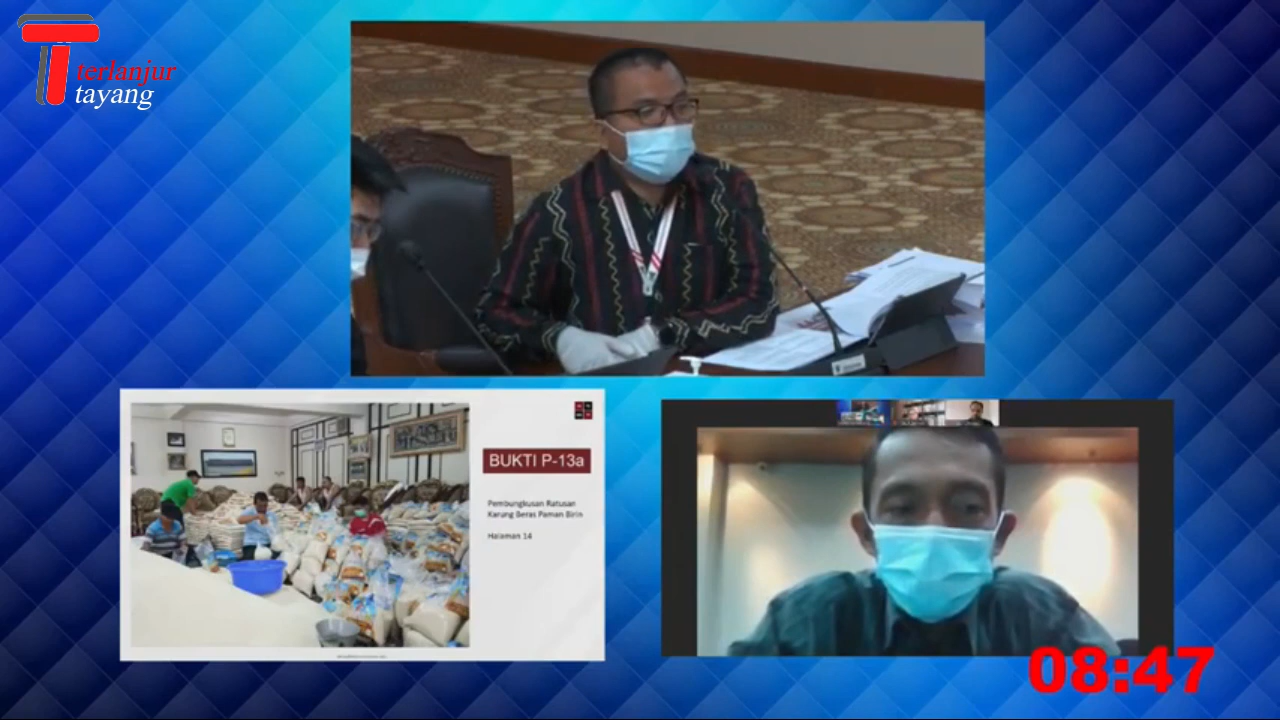 terlanjur
tayang
BUKTI P-13a
Pembungkusan Ratusan
Karung Beras Paman Birin
Halaman 14
08:47